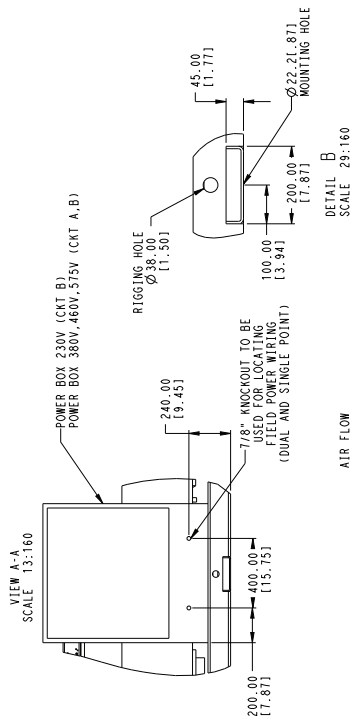 VIEW A-A
SCALE 13:160
POWER BOX 230V (CKT B)
POWER BOX 380V,460V,575V (CKT A,B)
240.00
[9.45]
7/8" KNOCKOUT TO BE
USED FOR LOCATING
FIELD POWER WIRING
(DUAL AND SINGLE POINT)
400.00
[15.75]
200.00
[7.87]
RIGGING HOLE
Ø38.00
[1.50]
45.00
[1.77]
Ø22.2[.87]
MOUNTING HOLE
200.00
[7.87]
100.00
[3.94]
DETAIL B
SCALE 29:160
AIR FLOW